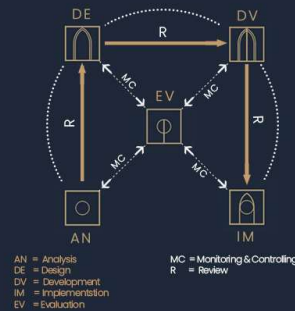 DE
DV
R
MC
MC
EV
R
R
MC
MC
AN
IM
AN = Analysis
DE = Design
DV = Development
IM = Implementstion
EV = Evaluation
MC = Monitoring & Controlling
R = Review